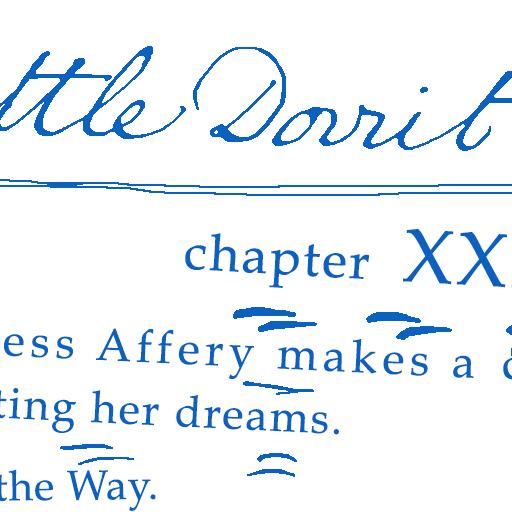 ttle Dorrit
chapter XX
ess Affery makes a
ting her dreams.
the Way.